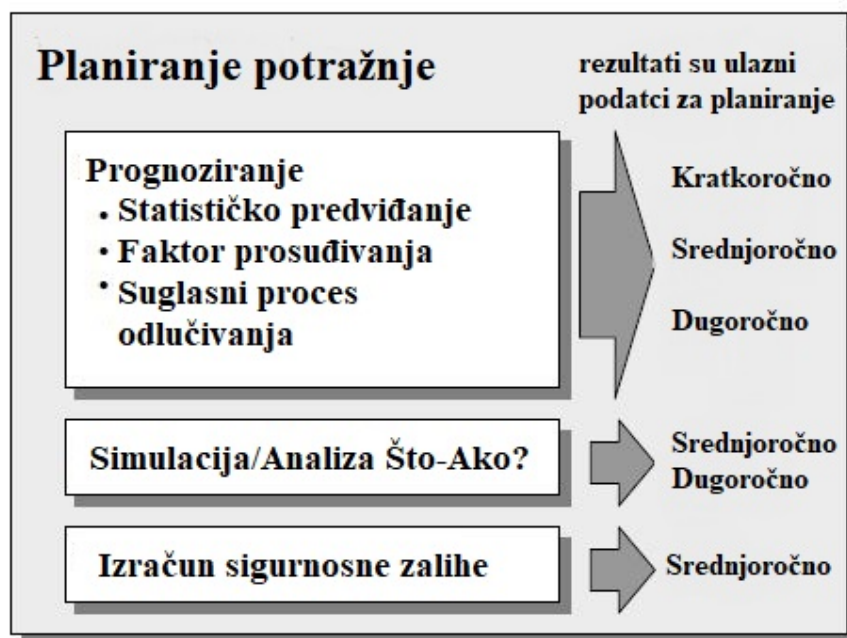 Planiranje potražnje
rezultati su ulazni
podatci za planiranje
Prognoziranje
• Statističko predviđanje
• Faktor prosuđivanja
• Suglasni proces
odlučivanja
Kratkoročno
Srednjoročno
Dugoročno
Simulacija/Analiza Što-Ako?
Srednjoročno
Dugoročno
Izračun sigurnosne zalihe
Srednjoročno